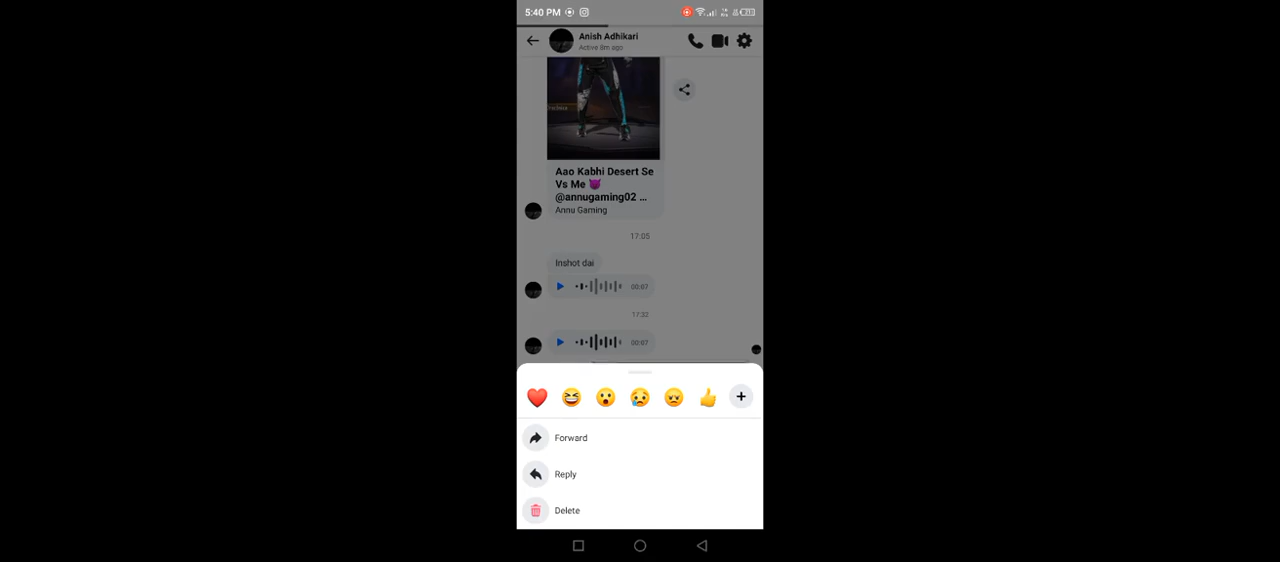 5:40 PM
Anish Adhikari
Active 8m ago
Aao Kabhi Desert Se
Vs Me 😈
@annugaming02 ...
Annu Gaming
17:05
Inshot dai
00:07
17:32
00:07
Forward
Reply
Delete